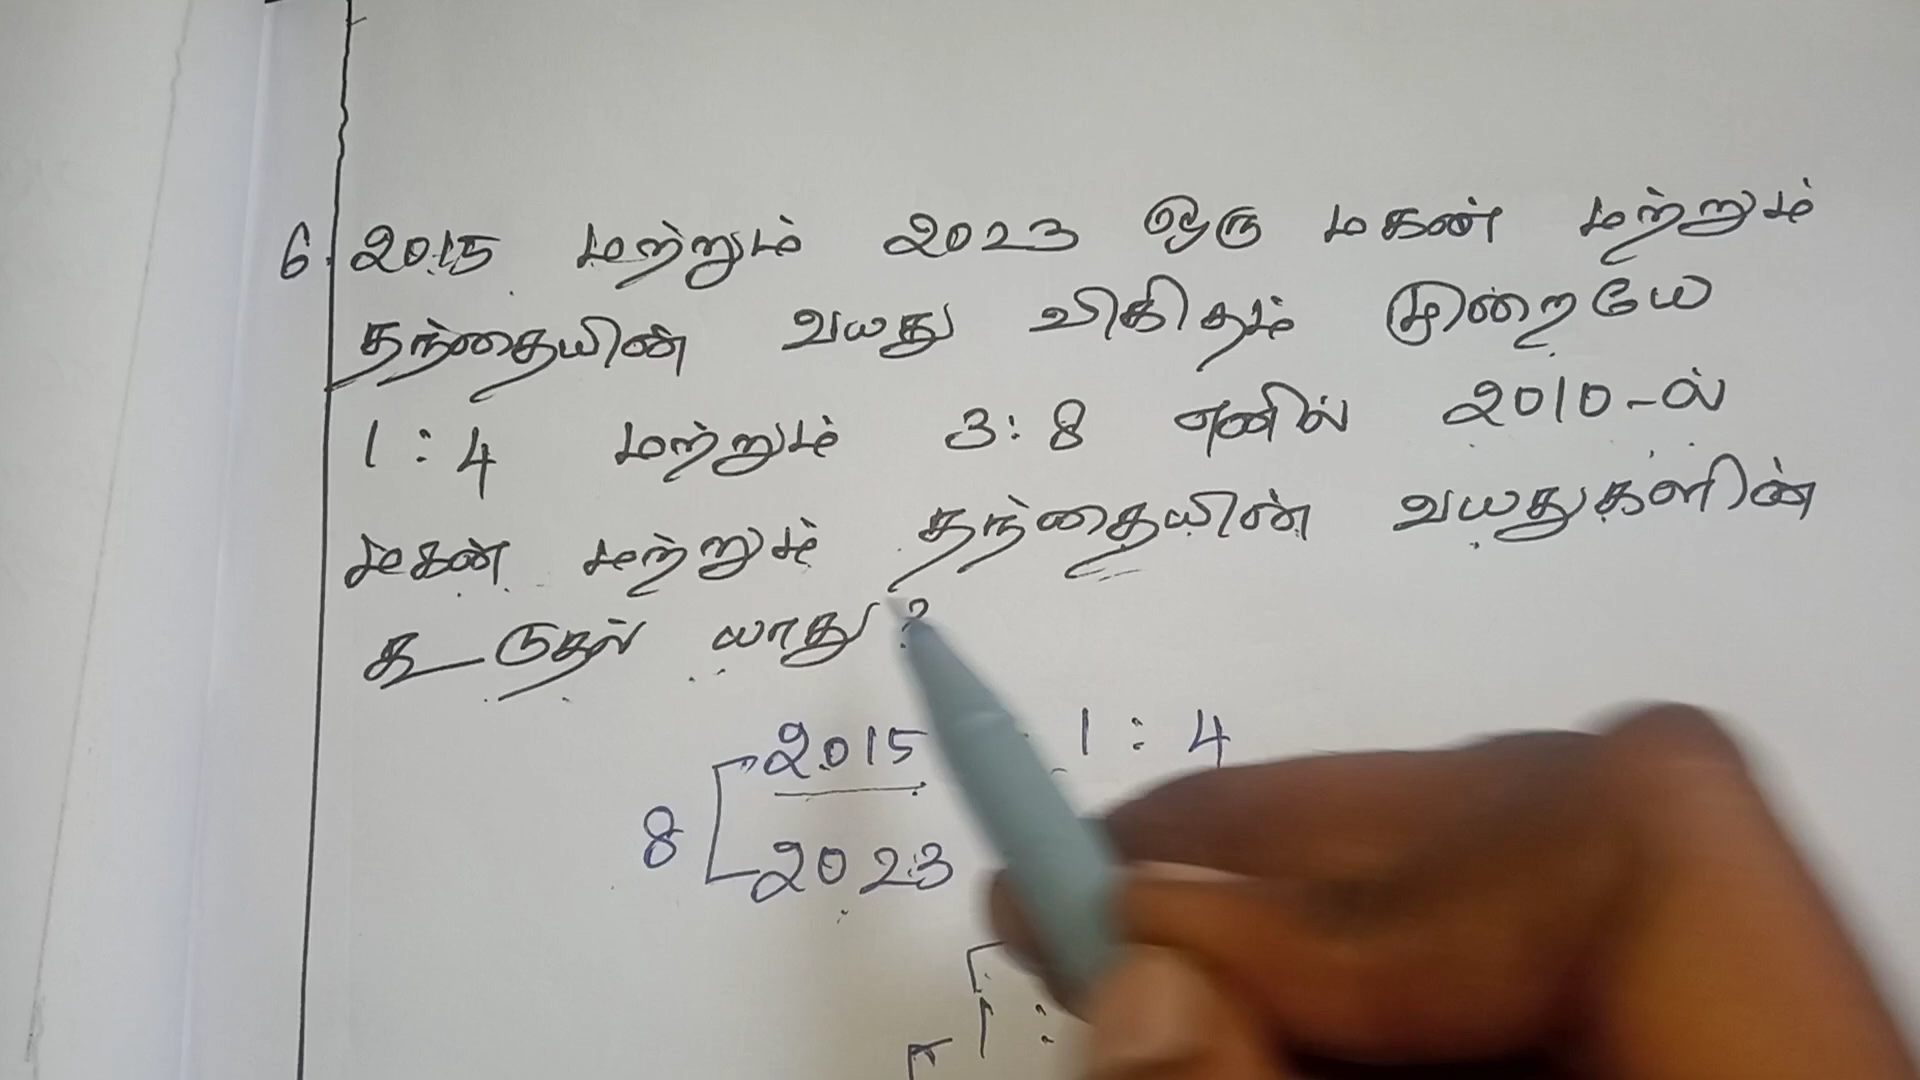 6. 2015 மற்றும் 2023 ஒரு மகன் மற்றும்
தந்தையின் வயது விகிதம் முறையே
1 : 4 மற்றும் 3 : 8 எனில் 2010-ல்
மகன் மற்றும் தந்தையின் வயதுகளின்
கூடுதல் யாது?
2015 1 : 4
8
2023
1 :